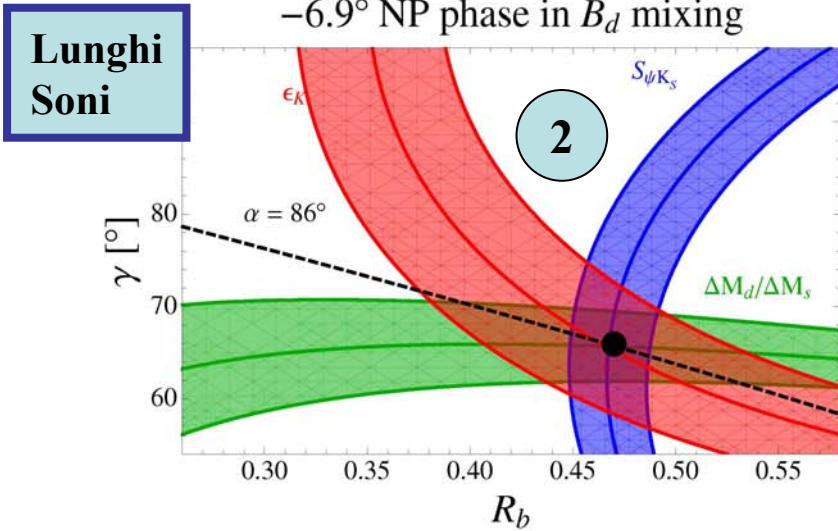 −6.9° NP phase in B_d mixing
Lunghi
Soni
S_ψK_s
ϵ_K
2
80
α = 86°
γ [°]
ΔM_d/ΔM_s
70
60
0.30 0.35 0.40 0.45 0.50 0.55
R_b